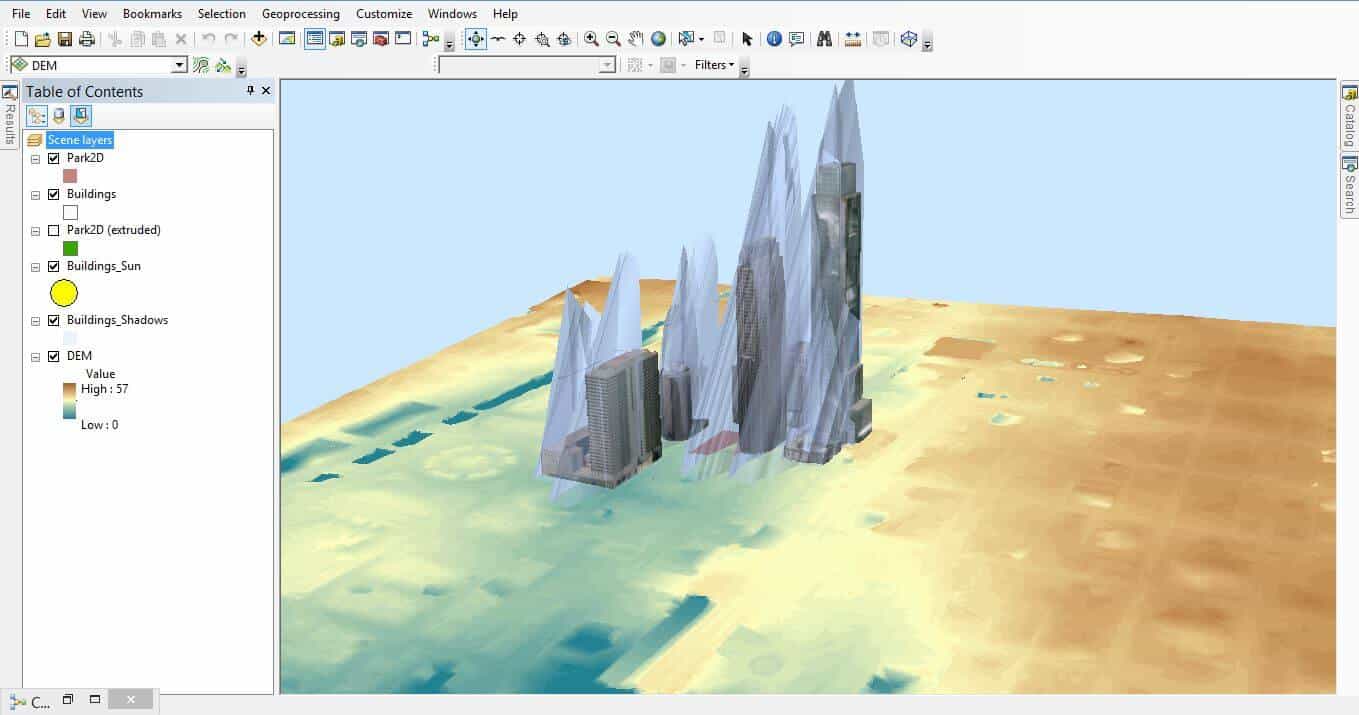 File Edit View Bookmarks Selection Geoprocessing Customize Windows Help
DEM
Filters
Results
Table of Contents
Scene layers
Park2D
Buildings
Park2D (extruded)
Buildings_Sun
Buildings_Shadows
DEM
Value
High : 57
Low : 0
C...
Catalog
Search